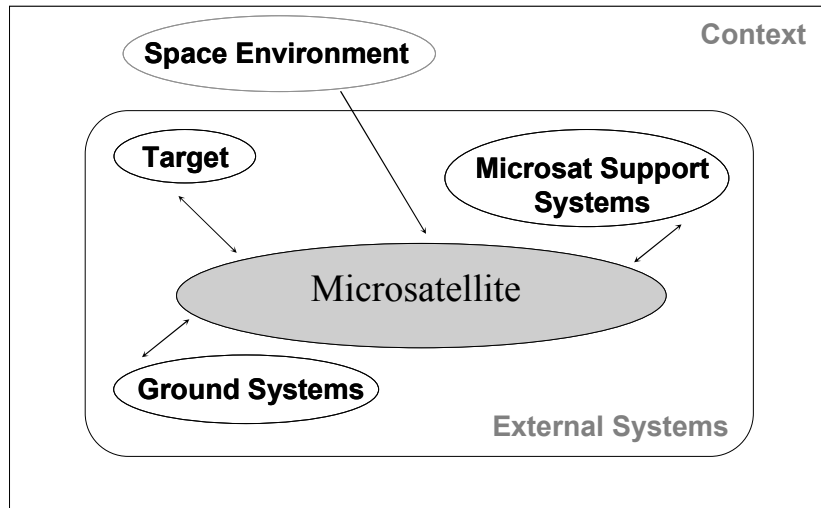 Context
Space Environment
Target
Microsat Support
Systems
Microsatellite
Ground Systems
External Systems